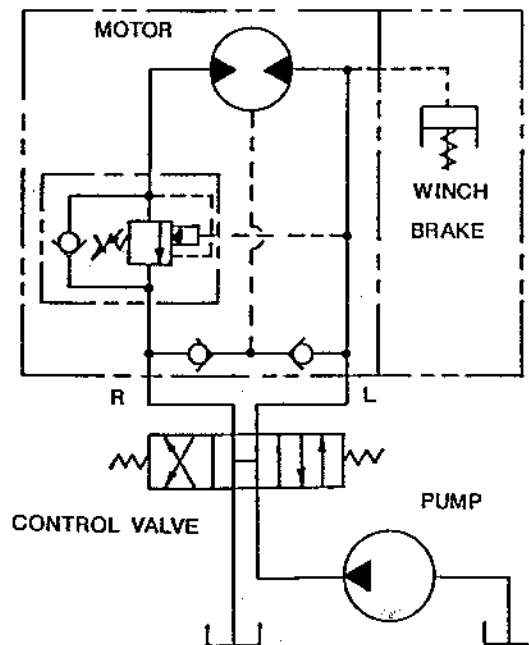 MOTOR
WINCH
BRAKE
R
L
CONTROL VALVE
PUMP